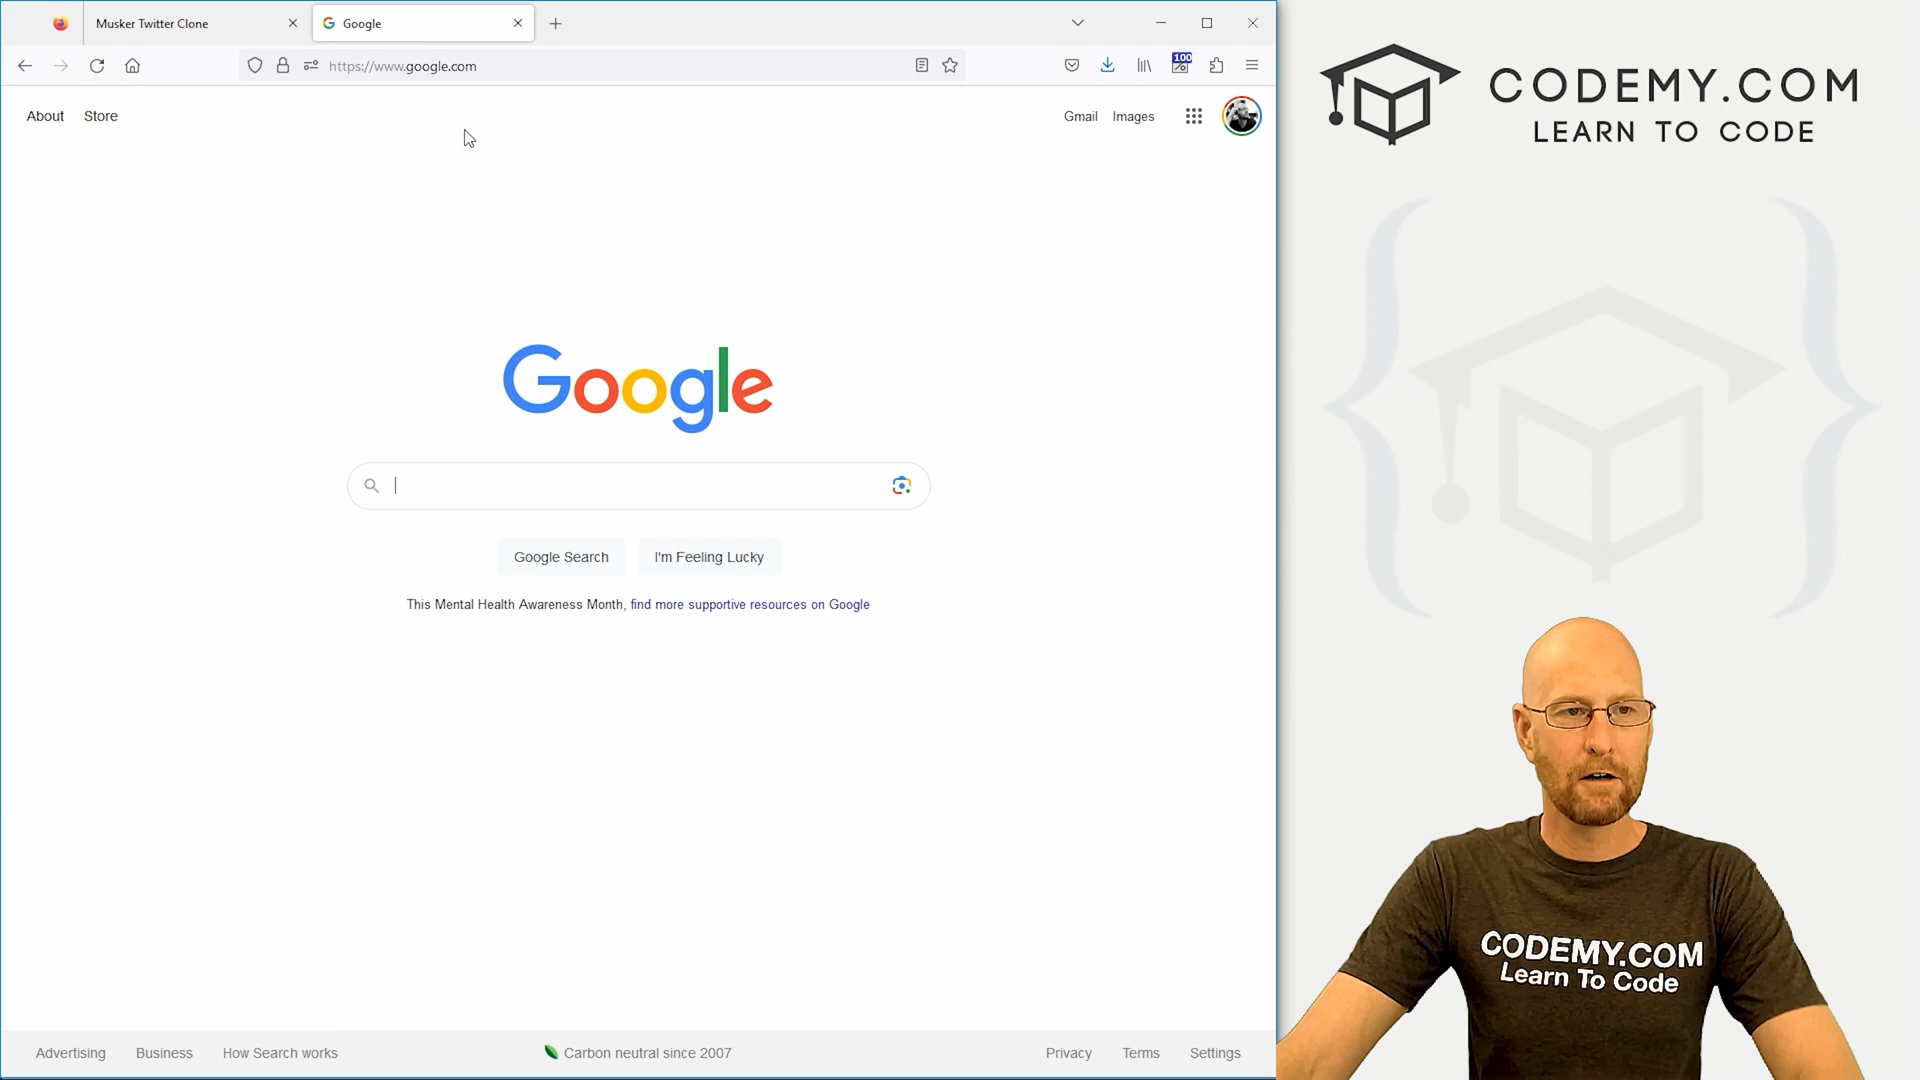 Musker Twitter Clone
Google
https://www.google.com
100
About
Store
Gmail
Images
Google
Google Search
I'm Feeling Lucky
This Mental Health Awareness Month, find more supportive resources on Google
Advertising
Business
How Search works
Carbon neutral since 2007
Privacy
Terms
Settings
CODEMY.COM
LEARN TO CODE
CODEMY.COM
Learn To Code